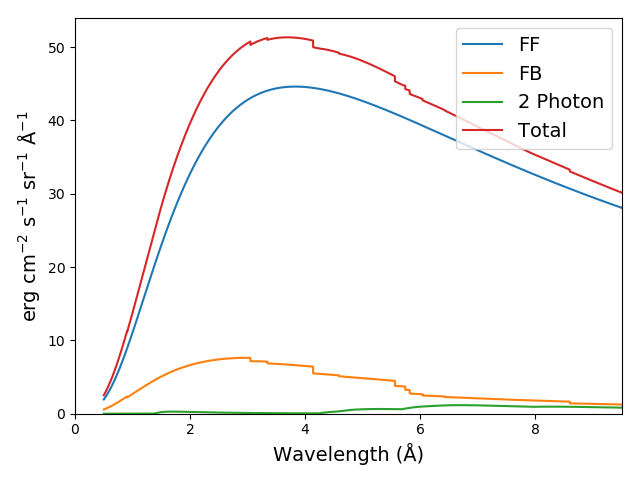 FF
FB
2 Photon
Total
50
40
30
20
10
0
0
2
4
6
8
erg cm⁻² s⁻¹ sr⁻¹ Å⁻¹
Wavelength (Å)